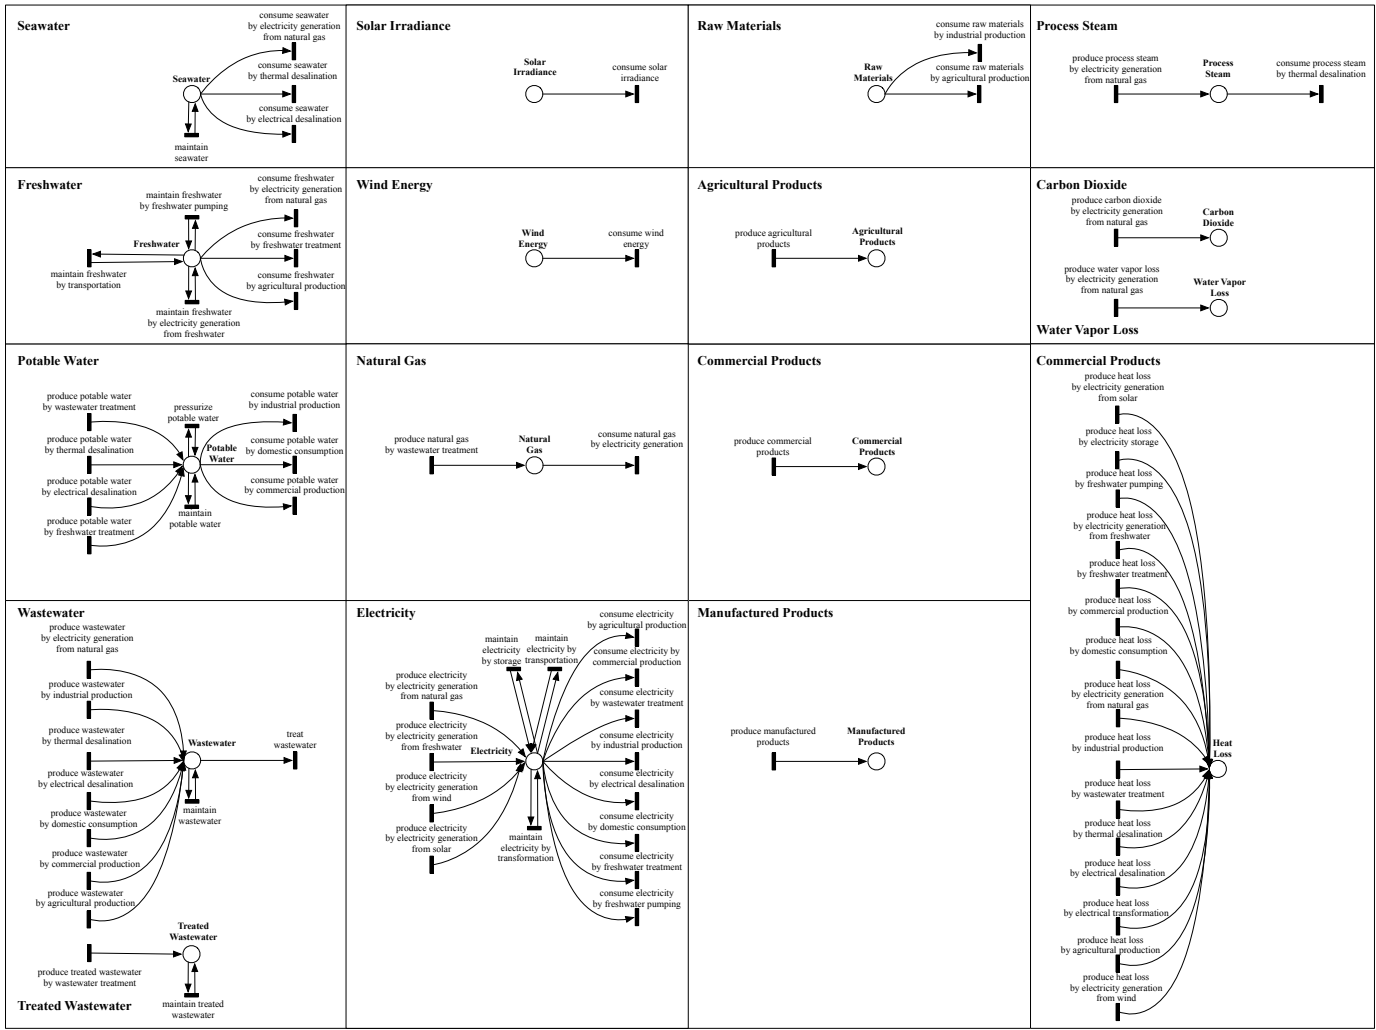 Seawater
consume seawater
by electricity generation
from natural gas
Seawater
consume seawater
by thermal desalination
consume seawater
by electrical desalination
maintain
seawater
Solar Irradiance
Solar
Irradiance
consume solar
irradiance
Raw Materials
consume raw materials
by industrial production
Raw
Materials
consume raw materials
by agricultural production
Process Steam
produce process steam
by electricity generation
from natural gas
Process
Steam
consume process steam
by thermal desalination
Freshwater
maintain freshwater
by freshwater pumping
consume freshwater
by electricity generation
from natural gas
Freshwater
consume freshwater
by freshwater treatment
maintain freshwater
by transportation
consume freshwater
by agricultural production
maintain freshwater
by electricity generation
from freshwater
Wind Energy
Wind
Energy
consume wind
energy
Agricultural Products
produce agricultural
products
Agricultural
Products
Carbon Dioxide
produce carbon dioxide
by electricity generation
from natural gas
Carbon
Dioxide
produce water vapor loss
by electricity generation
from natural gas
Water Vapor
Loss
Water Vapor Loss
Potable Water
produce potable water
by wastewater treatment
pressurize
potable water
consume potable water
by industrial production
produce potable water
by thermal desalination
Potable
Water
consume potable water
by domestic consumption
produce potable water
by electrical desalination
consume potable water
by commercial production
produce potable water
by freshwater treatment
maintain
potable water
Natural Gas
produce natural gas
by wastewater treatment
Natural
Gas
consume natural gas
by electricity generation
Commercial Products
produce commercial
products
Commercial
Products
Commercial Products
produce heat loss
by electricity generation
from solar
produce heat loss
by electricity storage
produce heat loss
by freshwater pumping
produce heat loss
by electricity generation
from freshwater
produce heat loss
by freshwater treatment
produce heat loss
by commercial production
produce heat loss
by domestic consumption
produce heat loss
by electricity generation
from natural gas
produce heat loss
by industrial production
Heat
Loss
produce heat loss
by wastewater treatment
produce heat loss
by thermal desalination
produce heat loss
by electrical desalination
produce heat loss
by electrical transformation
produce heat loss
by agricultural production
produce heat loss
by electricity generation
from wind
Wastewater
produce wastewater
by electricity generation
from natural gas
produce wastewater
by industrial production
produce wastewater
by thermal desalination
Wastewater
treat
wastewater
produce wastewater
by electrical desalination
maintain
wastewater
produce wastewater
by domestic consumption
produce wastewater
by commercial production
produce wastewater
by agricultural production
Treated
Wastewater
produce treated wastewater
by wastewater treatment
maintain treated
wastewater
Treated Wastewater
Electricity
maintain
electricity
by storage
maintain
electricity by
transportation
consume electricity
by agricultural production
consume electricity by
commercial production
produce electricity
by electricity generation
from natural gas
consume electricity
by wastewater treatment
produce electricity
by electricity generation
from freshwater
Electricity
consume electricity
by industrial production
produce electricity
by electricity generation
from wind
consume electricity
by electrical desalination
produce electricity
by electricity generation
from solar
maintain
electricity by
transformation
consume electricity
by domestic consumption
consume electricity
by freshwater treatment
consume electricity
by freshwater pumping
Manufactured Products
produce manufactured
products
Manufactured
Products